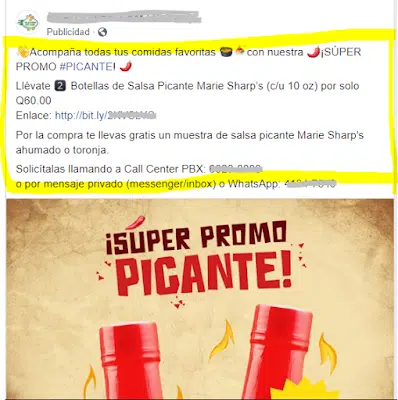 Publicidad ·
👏Acompaña todas tus comidas favoritas 🍲🍤con nuestra 🌶️¡SÚPER
PROMO #PICANTE! 🌶️
Llévate 2️⃣ Botellas de Salsa Picante Marie Sharp's (c/u 10 oz) por solo
Q60.00
Enlace: http://bit.ly/
Por la compra te llevas gratis un muestra de salsa picante Marie Sharp's
ahumado o toronja.
Solicítalas llamando a Call Center PBX:
o por mensaje privado (messenger/inbox) o WhatsApp:
¡SÚPER PROMO
PICANTE!